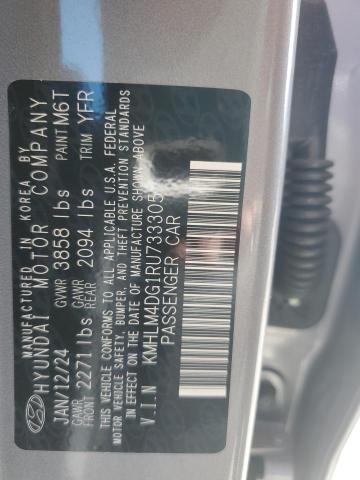 MANUFACTURED IN KOREA BY
HYUNDAI MOTOR COMPANY
JAN/12/24 GVWR 3858 lbs PAINT M6T
GAWR FRONT 2271 lbs GAWR REAR 2094 lbs TRIM YFR
THIS VEHICLE CONFORMS TO ALL APPLICABLE U.S.A. FEDERAL
MOTOR VEHICLE SAFETY, BUMPER, AND THEFT PREVENTION STANDARDS
IN EFFECT ON THE DATE OF MANUFACTURE SHOWN ABOVE
V.I.N KMHLM4DG1RU733305
PASSENGER CAR